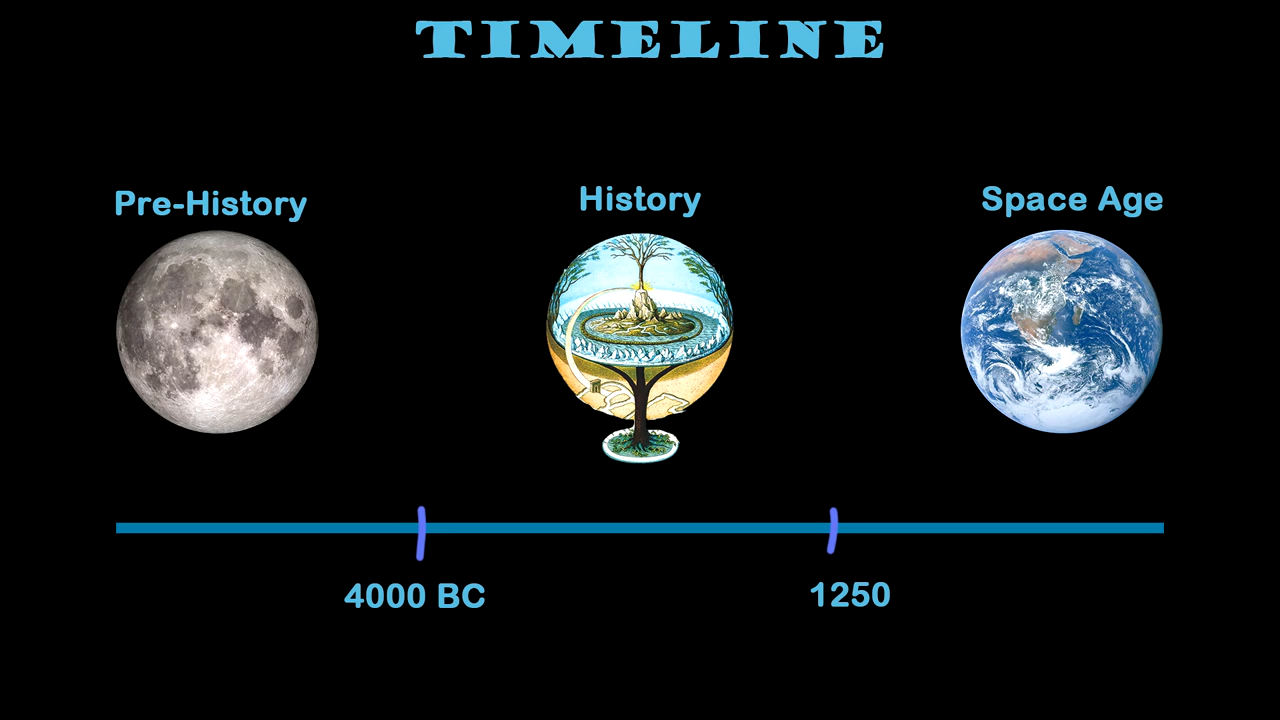 TIMELINE
Pre-History
History
Space Age
4000 BC
1250